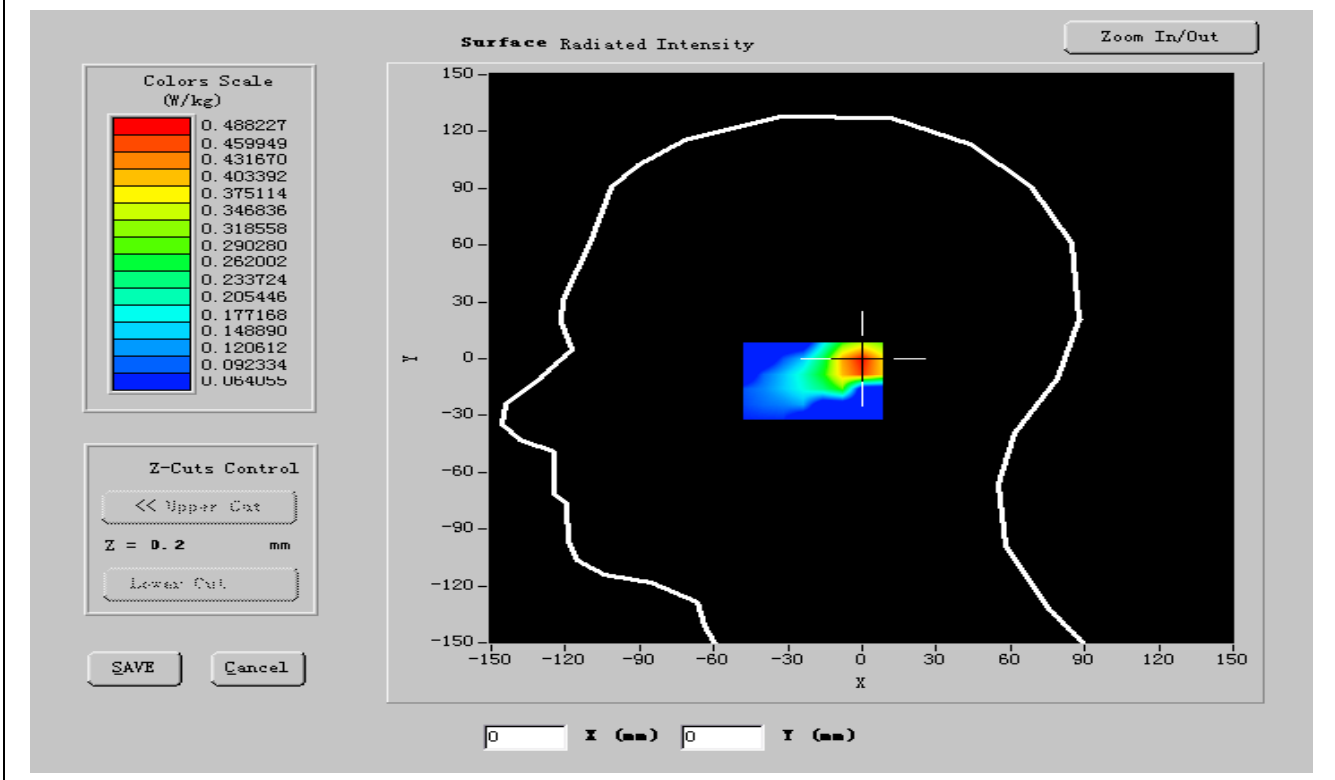 Surface Radiated Intensity
Zoom In/Out
Colors Scale
(W/kg)
0.488227
0.459949
0.431670
0.403392
0.375114
0.346836
0.318558
0.290280
0.262002
0.233724
0.205446
0.177168
0.148890
0.120612
0.092334
0.064055
Z-Cuts Control
<< Upper Cut
Z = 0.2 mm
Lower Cut
SAVE
Cancel
150
120
90
60
30
0
-30
-60
-90
-120
-150
Y
-150 -120 -90 -60 -30 0 30 60 90 120 150
X
0 X (mm) 0 Y (mm)